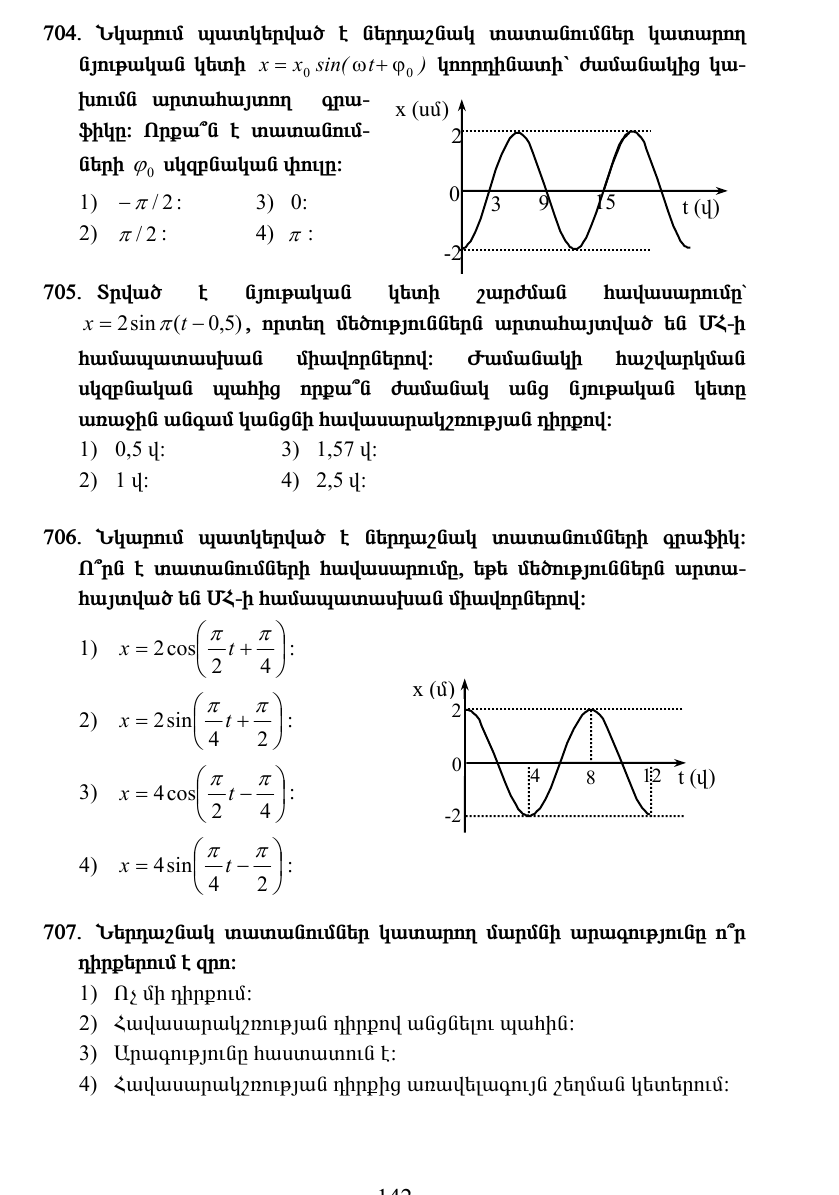 704. Նկարում պատկերված է ներդաշնակ տատանումներ կատարող
նյութական կետի x = x₀ sin( ωt+ φ₀ ) կոորդինատի՝ ժամանակից կա-
խումն արտահայտող գրա-
ֆիկը: Որքա՞ն է տատանում-
ների φ₀ սկզբնական փուլը:
1) − π / 2 : 3) 0:
2) π / 2 : 4) π :
x (սմ)
2
0
3 9 15 t (վ)
-2
705. Տրված է նյութական կետի շարժման հավասարումը՝
x = 2 sin π(t − 0,5) , որտեղ մեծություններն արտահայտված են ՄՀ-ի
համապատասխան միավորներով: Ժամանակի հաշվարկման
սկզբնական պահից որքա՞ն ժամանակ անց նյութական կետը
առաջին անգամ կանցնի հավասարակշռության դիրքով:
1) 0,5 վ: 3) 1,57 վ:
2) 1 վ: 4) 2,5 վ:
706. Նկարում պատկերված է ներդաշնակ տատանումների գրաֆիկ:
Ո՞րն է տատանումների հավասարումը, եթե մեծություններն արտա-
հայտված են ՄՀ-ի համապատասխան միավորներով:
1) x = 2 cos(π/2 t + π/4) :
2) x = 2 sin(π/4 t + π/2) :
3) x = 4 cos(π/2 t − π/4) :
4) x = 4 sin(π/4 t − π/2) :
x (մ)
2
0
4 8 12 t (վ)
-2
707. Ներդաշնակ տատանումներ կատարող մարմնի արագությունը ո՞ր
դիրքերում է զրո:
1) Ոչ մի դիրքում:
2) Հավասարակշռության դիրքով անցնելու պահին:
3) Արագությունը հաստատուն է:
4) Հավասարակշռության դիրքից առավելագույն շեղման կետերում:
142